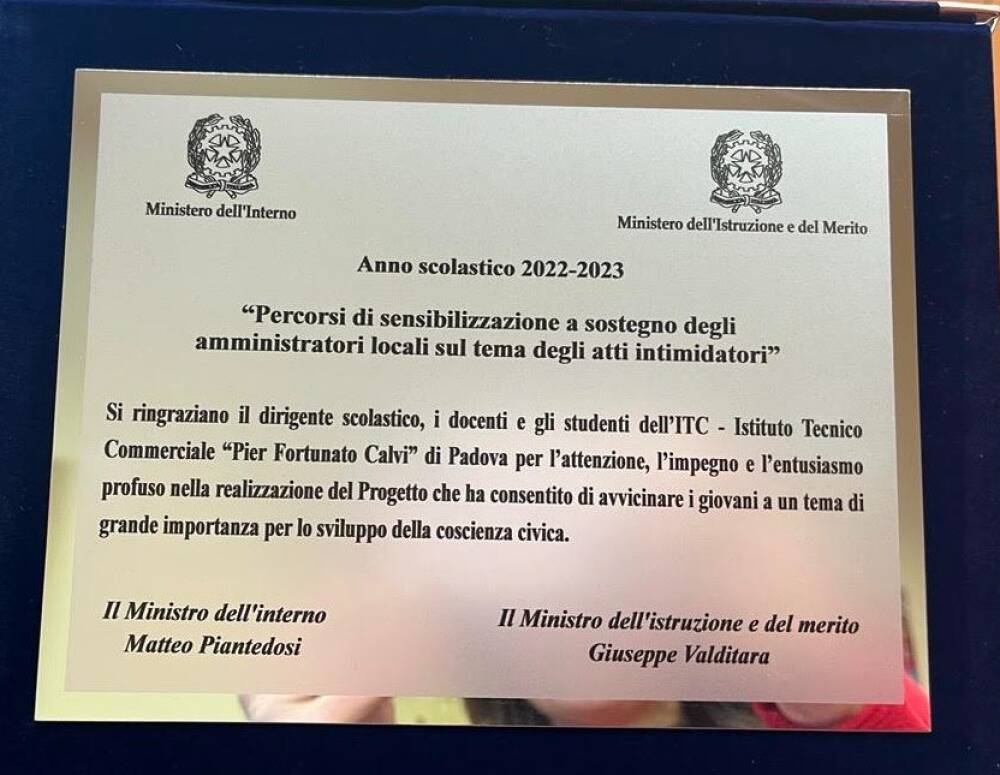 Ministero dell'Interno
Ministero dell'Istruzione e del Merito
Anno scolastico 2022-2023
“Percorsi di sensibilizzazione a sostegno degli
amministratori locali sul tema degli atti intimidatori”
Si ringraziano il dirigente scolastico, i docenti e gli studenti dell’ITC - Istituto Tecnico
Commerciale “Pier Fortunato Calvi” di Padova per l’attenzione, l’impegno e l’entusiasmo
profuso nella realizzazione del Progetto che ha consentito di avvicinare i giovani a un tema di
grande importanza per lo sviluppo della coscienza civica.
Il Ministro dell'interno
Matteo Piantedosi
Il Ministro dell'istruzione e del merito
Giuseppe Valditara